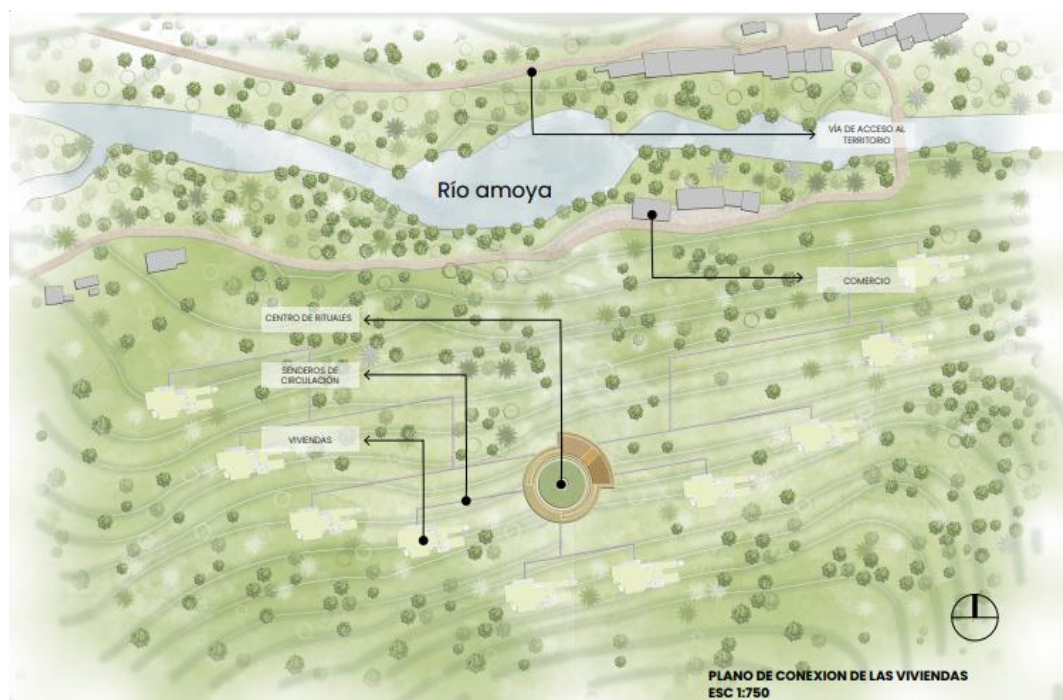 VÍA DE ACCESO AL
TERRITORIO
Río amoya
COMERCIO
CENTRO DE RITUALES
SENDEROS DE
CIRCULACIÓN
VIVIENDAS
PLANO DE CONEXION DE LAS VIVIENDAS
ESC 1:750